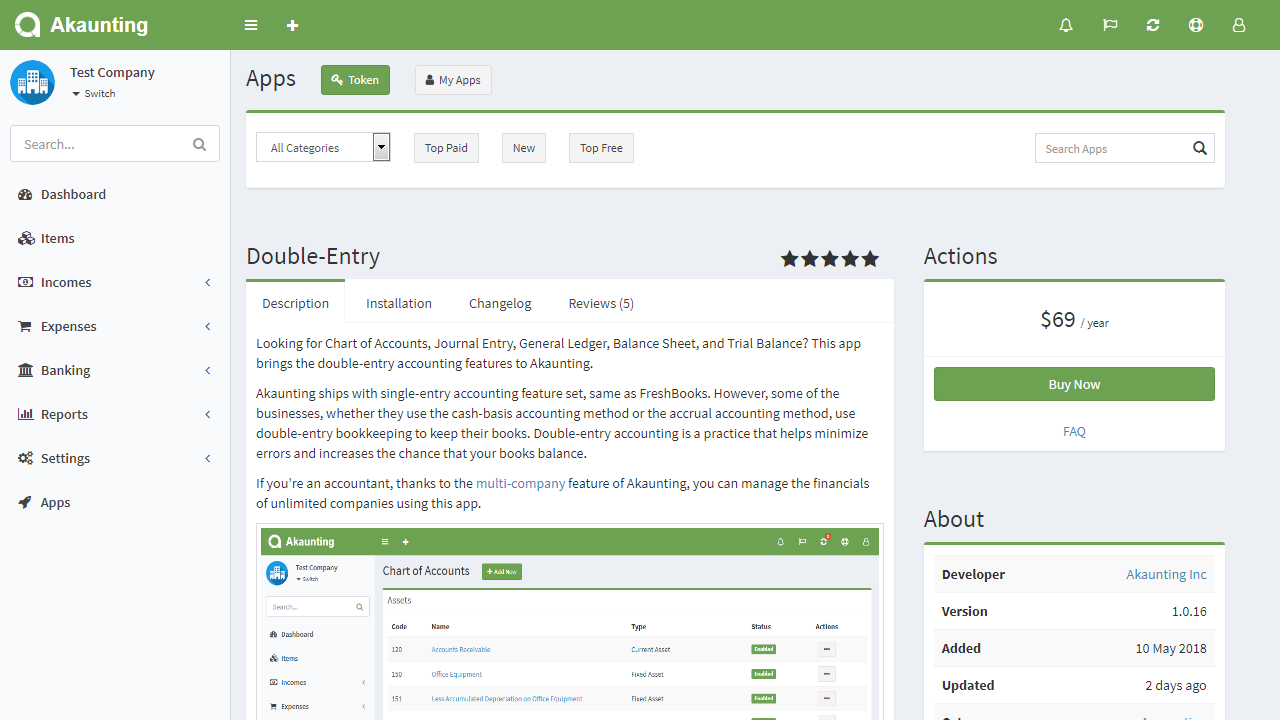 Akaunting
Test Company
Switch
Search...
Dashboard
Items
Incomes
Expenses
Banking
Reports
Settings
Apps
Apps
Token
My Apps
All Categories
Top Paid
New
Top Free
Search Apps
Double-Entry
Description
Installation
Changelog
Reviews (5)
Looking for Chart of Accounts, Journal Entry, General Ledger, Balance Sheet, and Trial Balance? This app
brings the double-entry accounting features to Akaunting.
Akaunting ships with single-entry accounting feature set, same as FreshBooks. However, some of the
businesses, whether they use the cash-basis accounting method or the accrual accounting method, use
double-entry bookkeeping to keep their books. Double-entry accounting is a practice that helps minimize
errors and increases the chance that your books balance.
If you're an accountant, thanks to the multi-company feature of Akaunting, you can manage the financials
of unlimited companies using this app.
Akaunting
Test Company
Switch
Search...
Dashboard
Items
Incomes
Expenses
Chart of Accounts
Add New
Assets
Code Name Type Status Actions
120 Accounts Receivable Current Asset Enabled
150 Office Equipment Fixed Asset Enabled
151 Less Accumulated Depreciation on Office Equipment Fixed Asset Enabled
Actions
$69 / year
Buy Now
FAQ
About
Developer Akaunting Inc
Version 1.0.16
Added 10 May 2018
Updated 2 days ago